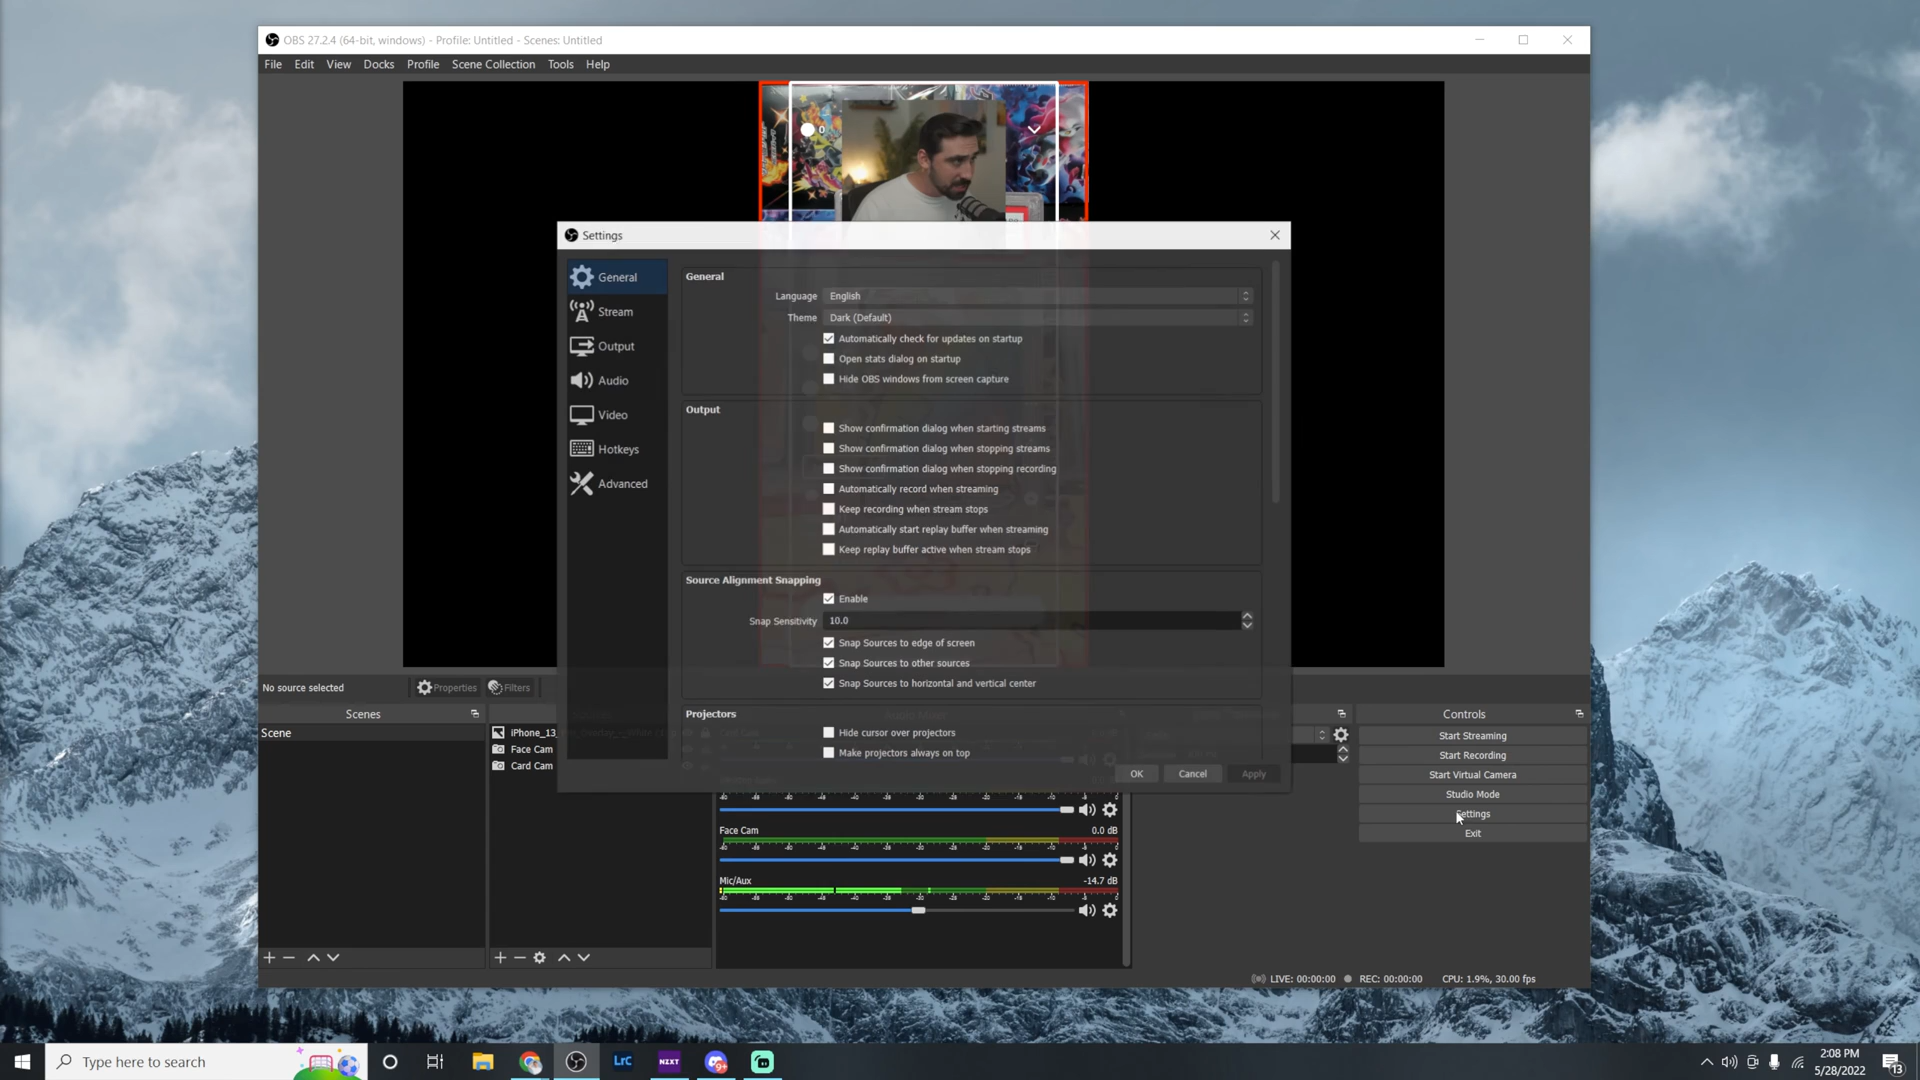 OBS 27.2.4 (64-bit, windows) - Profile: Untitled - Scenes: Untitled
File Edit View Docks Profile Scene Collection Tools Help
0
Settings
General
Stream
Output
Audio
Video
Hotkeys
Advanced
General
Language English
Theme Dark (Default)
Automatically check for updates on startup
Open stats dialog on startup
Hide OBS windows from screen capture
Output
Show confirmation dialog when starting streams
Show confirmation dialog when stopping streams
Show confirmation dialog when stopping recording
Automatically record when streaming
Keep recording when stream stops
Automatically start replay buffer when streaming
Keep replay buffer active when stream stops
Source Alignment Snapping
Enable
Snap Sensitivity 10.0
Snap Sources to edge of screen
Snap Sources to other sources
Snap Sources to horizontal and vertical center
Projectors
Hide cursor over projectors
Make projectors always on top
OK Cancel Apply
No source selected Properties Filters
Scenes
Scene
iPhone_13
Face Cam
Card Cam
Face Cam 0.0 dB
Mic/Aux -14.7 dB
Controls
Start Streaming
Start Recording
Start Virtual Camera
Studio Mode
Settings
Exit
LIVE: 00:00:00 REC: 00:00:00 CPU: 1.9%, 30.00 fps
Type here to search
LrC
NZXT
9+
2:08 PM
5/28/2022
13